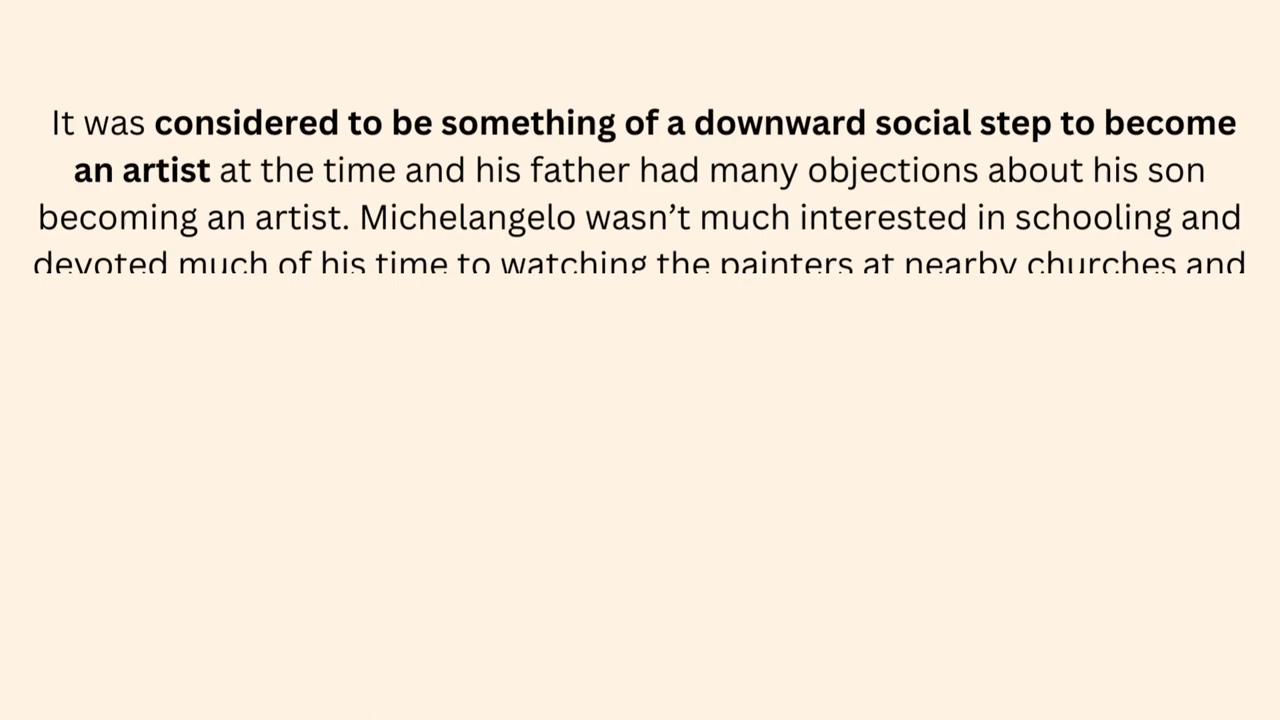 It was considered to be something of a downward social step to become
an artist at the time and his father had many objections about his son
becoming an artist. Michelangelo wasn’t much interested in schooling and
devoted much of his time to watching the painters at nearby churches and